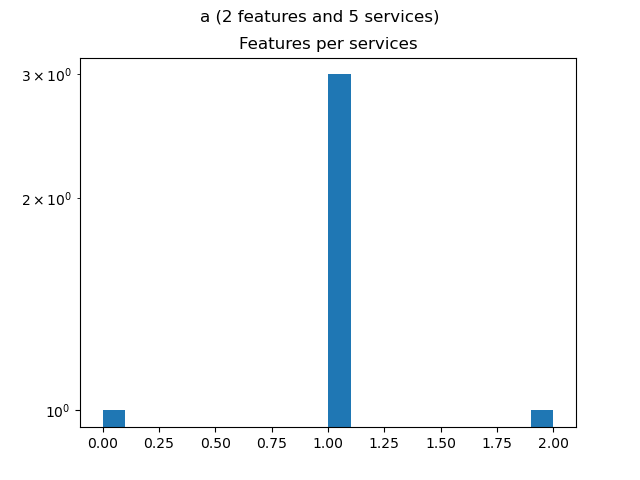 a (2 features and 5 services)
Features per services
3 × 10⁰
2 × 10⁰
10⁰
0.00 0.25 0.50 0.75 1.00 1.25 1.50 1.75 2.00